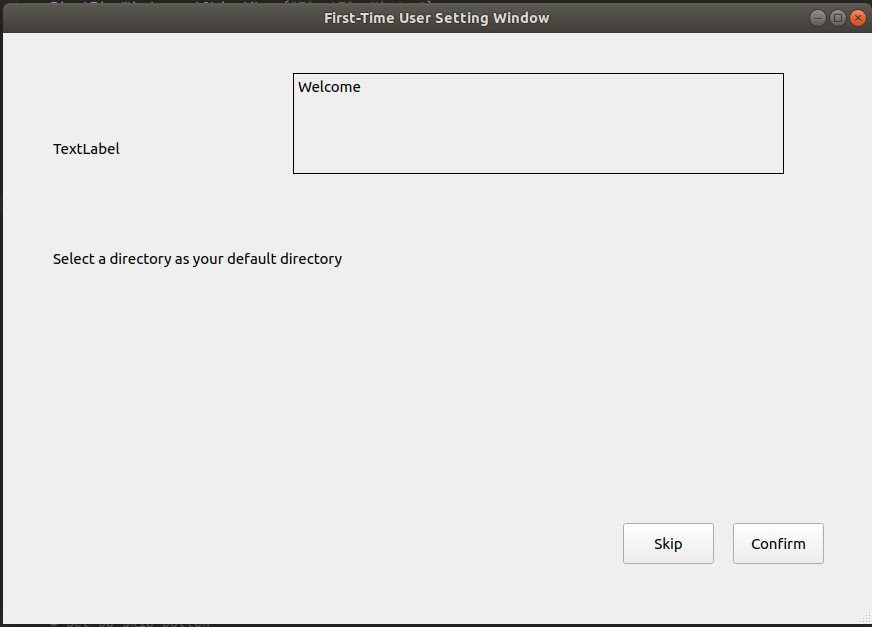 First-Time User Setting Window
Welcome
TextLabel
Select a directory as your default directory
Skip
Confirm